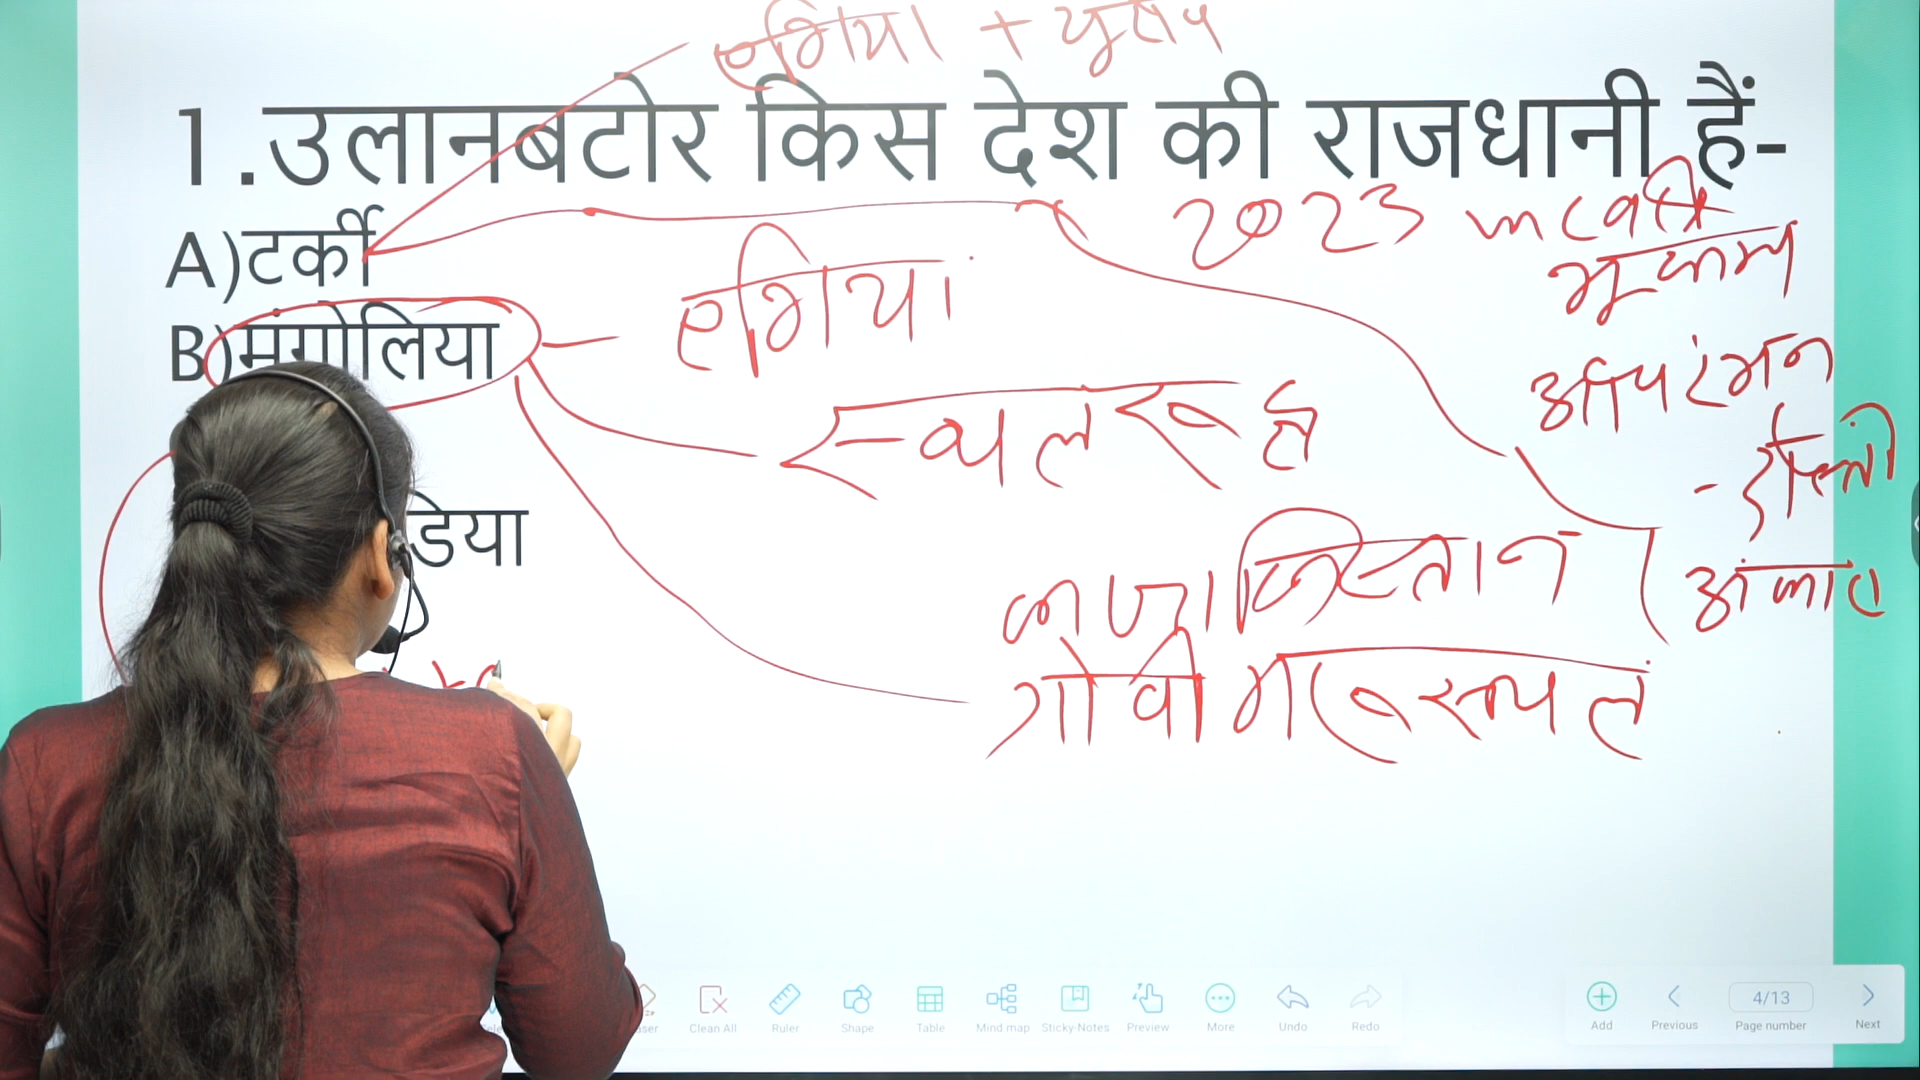 एशिया + यूरोप
1.उलानबटोर किस देश की राजधानी हैं-
A)टर्की
2023
भूकम्प
B)मंगोलिया
एशिया
स्थलरूद्ध
डिया
कजाकिस्तान
गोबी मरूस्थल
Clean All
Ruler
Shape
Table
Mind map
Sticky Notes
Preview
More
Undo
Redo
Add
Previous
4/13
Page number
Next